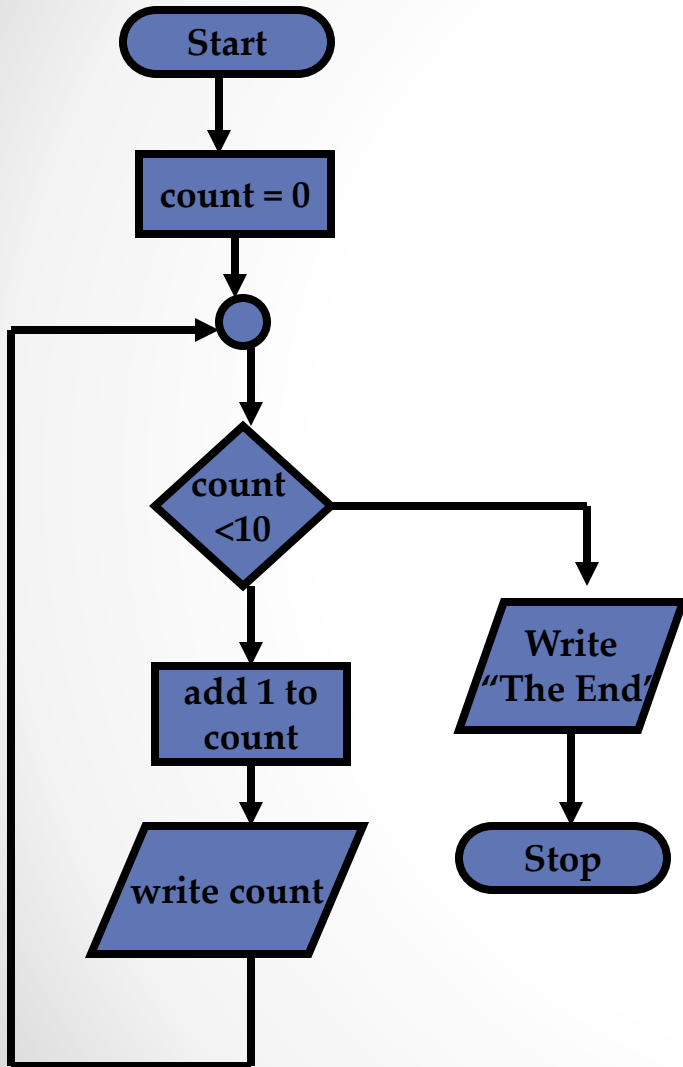 Start
count = 0
count
<10
add 1 to
count
write count
Write
“The End’
Stop